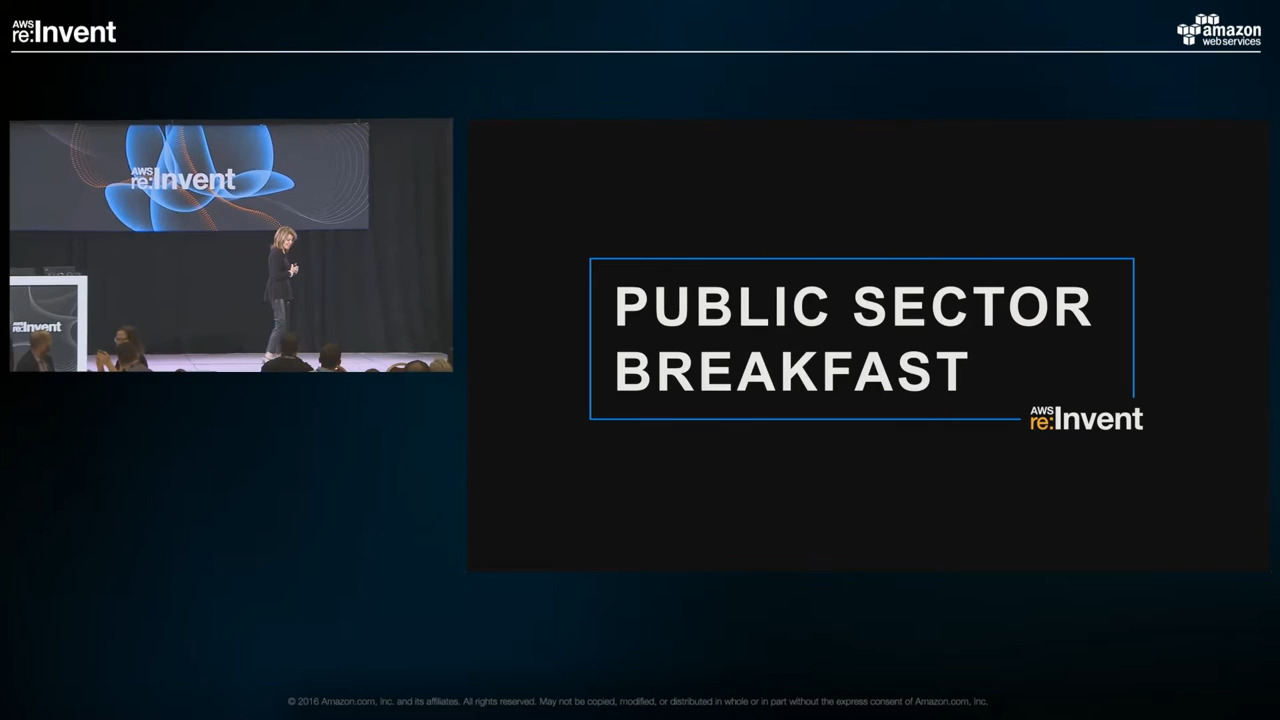 AWS
re:Invent
amazon
web services
AWS
re:Invent
re:Invent
PUBLIC SECTOR
BREAKFAST
AWS
re:Invent
© 2016 Amazon.com, Inc. and its affiliates. All rights reserved. May not be copied, modified, or distributed in whole or in part without the express consent of Amazon.com, Inc.